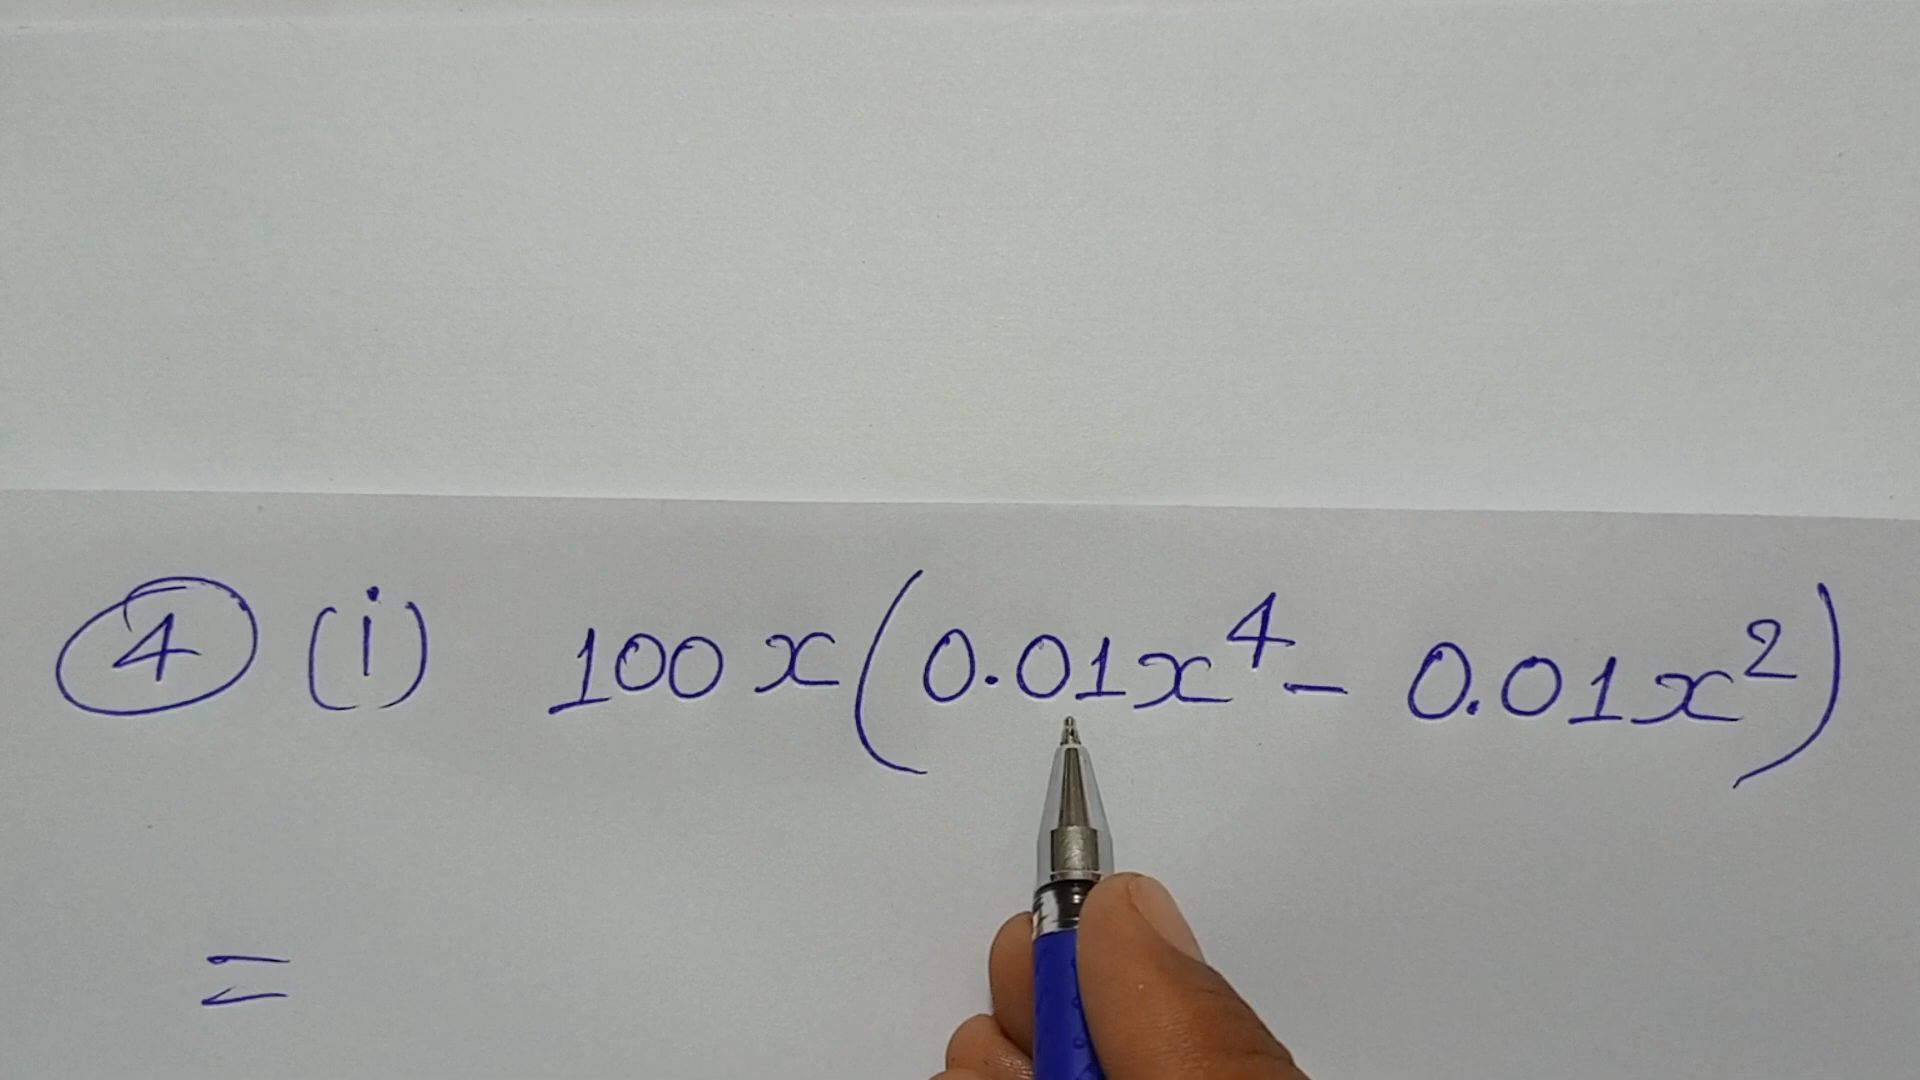 ④ (i) 100x(0.01x⁴ - 0.01x²)
=